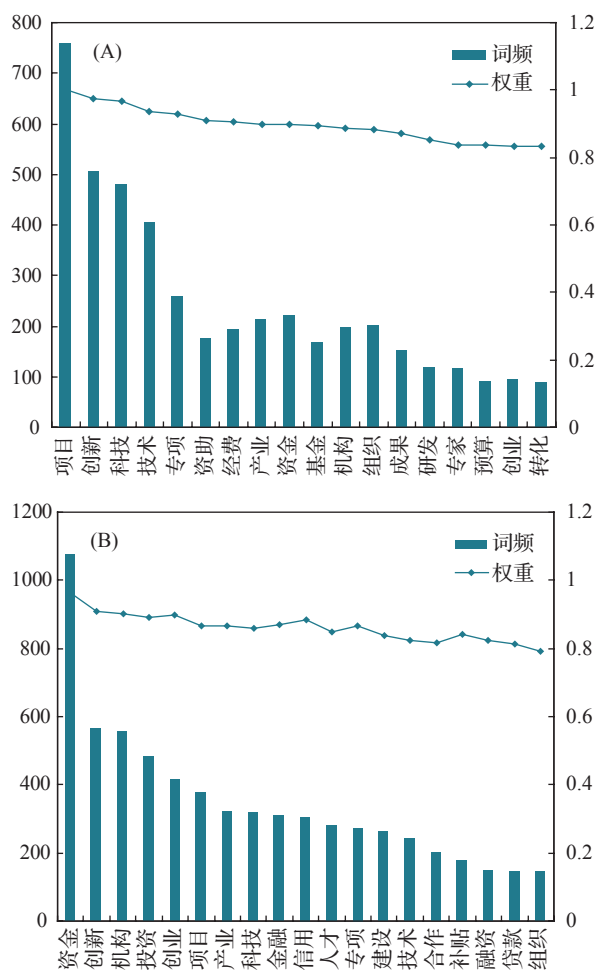 800
700
600
500
400
300
200
100
0
1.2
1
0.8
0.6
0.4
0.2
0
(A)
词频
权重
项目
创新
科技
技术
专项
资助
经费
产业
资金
基金
机构
组织
成果
研发
专家
预算
创业
转化
1200
1000
800
600
400
200
0
1.2
1
0.8
0.6
0.4
0.2
0
(B)
词频
权重
资金
创新
机构
投资
创业
项目
产业
科技
金融
信用
人才
专项
建设
技术
合作
补贴
融资
贷款
组织